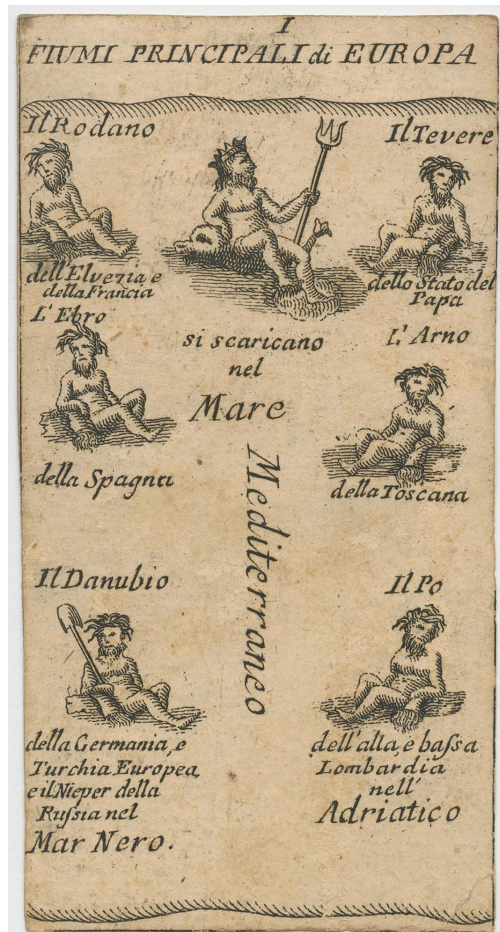 I
FIUMI PRINCIPALI di EUROPA
Il Rodano
dell'Elvezia e
della Francia
L'Ebro
della Spagna
Il Danubio
della Germania, e
Turchia Europea,
e il Nieper della
Rußia nel
Mar Nero.
si scaricano
nel
Mare
Mediterraneo
Il Tevere
dello Stato del
Papa
L'Arno
della Toscana
Il Po
dell'alta, e baßsa
Lombardia
nell'
Adriatico